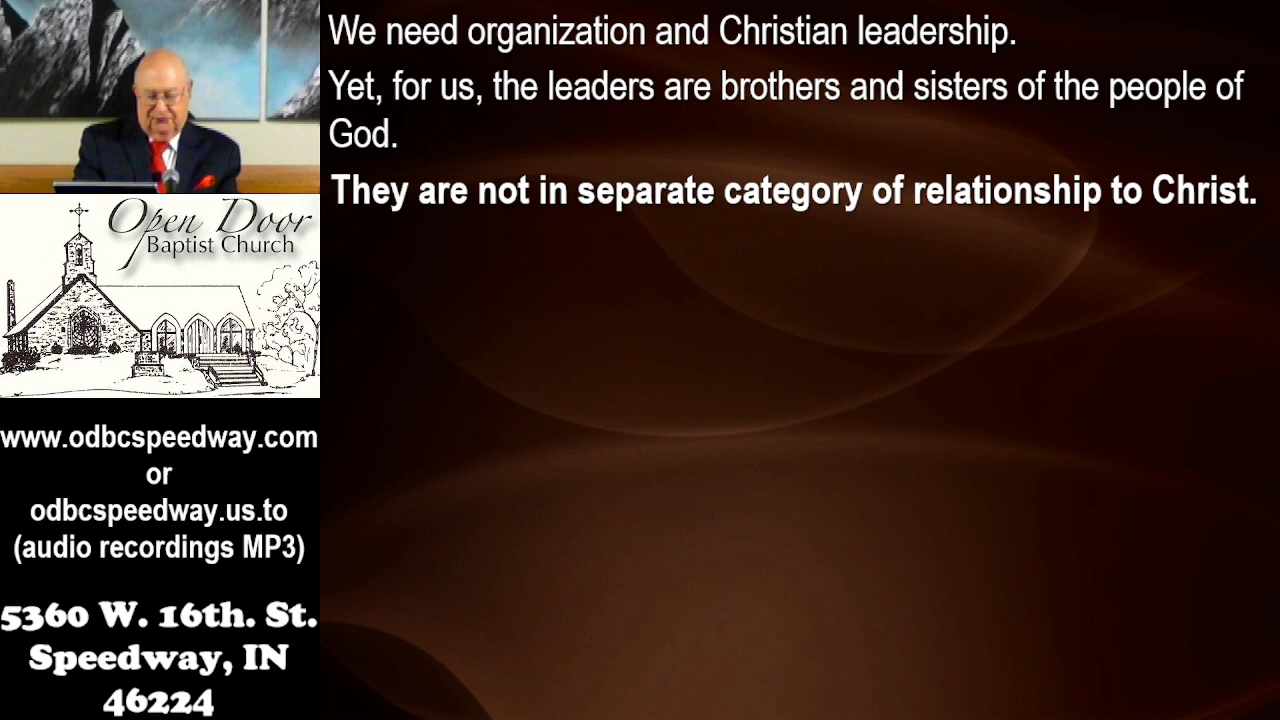 We need organization and Christian leadership.
Yet, for us, the leaders are brothers and sisters of the people of
God.
They are not in separate category of relationship to Christ.
Open Door
Baptist Church
www.odbcspeedway.com
or
odbcspeedway.us.to
(audio recordings MP3)
5360 W. 16th. St.
Speedway, IN
46224